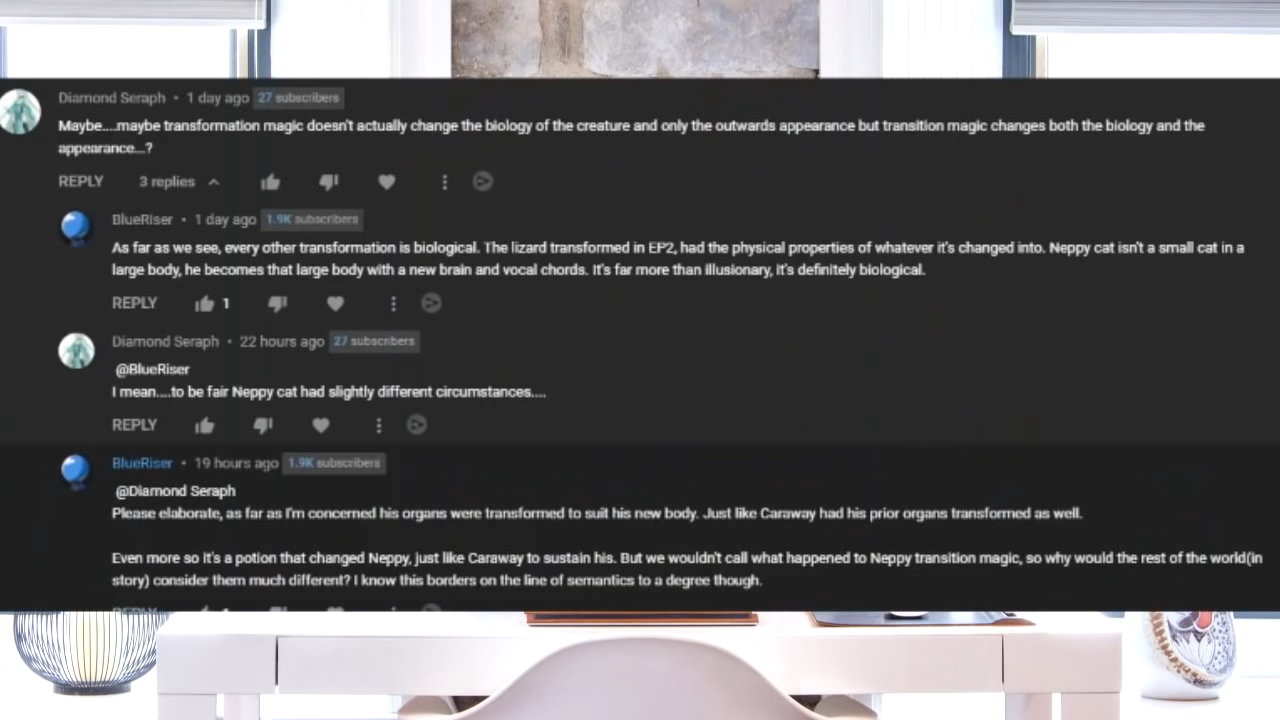 Diamond Seraph • 1 day ago 27 subscribers
Maybe....maybe transformation magic doesn't actually change the biology of the creature and only the outwards appearance but transition magic changes both the biology and the
appearance...?
REPLY 3 replies
BlueRiser • 1 day ago 1.9K subscribers
As far as we see, every other transformation is biological. The lizard transformed in EP2, had the physical properties of whatever it's changed into. Neppy cat isn't a small cat in a
large body, he becomes that large body with a new brain and vocal chords. It's far more than illusionary, it's definitely biological.
REPLY 1
Diamond Seraph • 22 hours ago 27 subscribers
@BlueRiser
I mean....to be fair Neppy cat had slightly different circumstances....
REPLY
BlueRiser • 19 hours ago 1.9K subscribers
@Diamond Seraph
Please elaborate, as far as I'm concerned his organs were transformed to suit his new body. Just like Caraway had his prior organs transformed as well.
Even more so it's a potion that changed Neppy, just like Caraway to sustain his. But we wouldn't call what happened to Neppy transition magic, so why would the rest of the world(in
story) consider them much different? I know this borders on the line of semantics to a degree though.